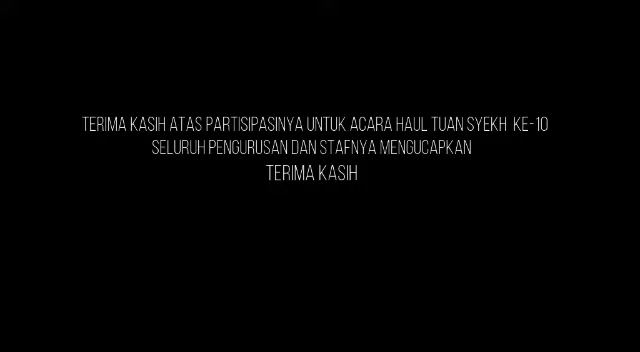 TERIMA KASIH ATAS PARTISIPASINYA UNTUK ACARA HAUL TUAN SYEKH KE-10
SELURUH PENGURUSAN DAN STAFNYA MENGUCAPKAN
TERIMA KASIH